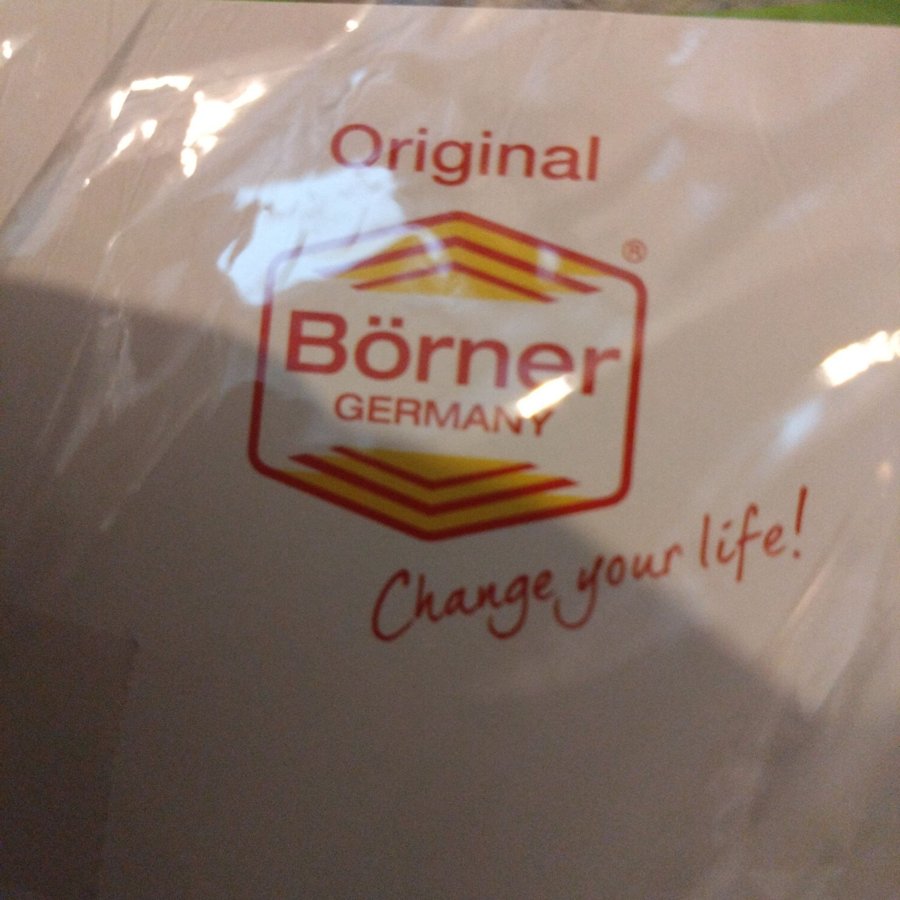 Original
®
Börner
GERMANY
Change your life!